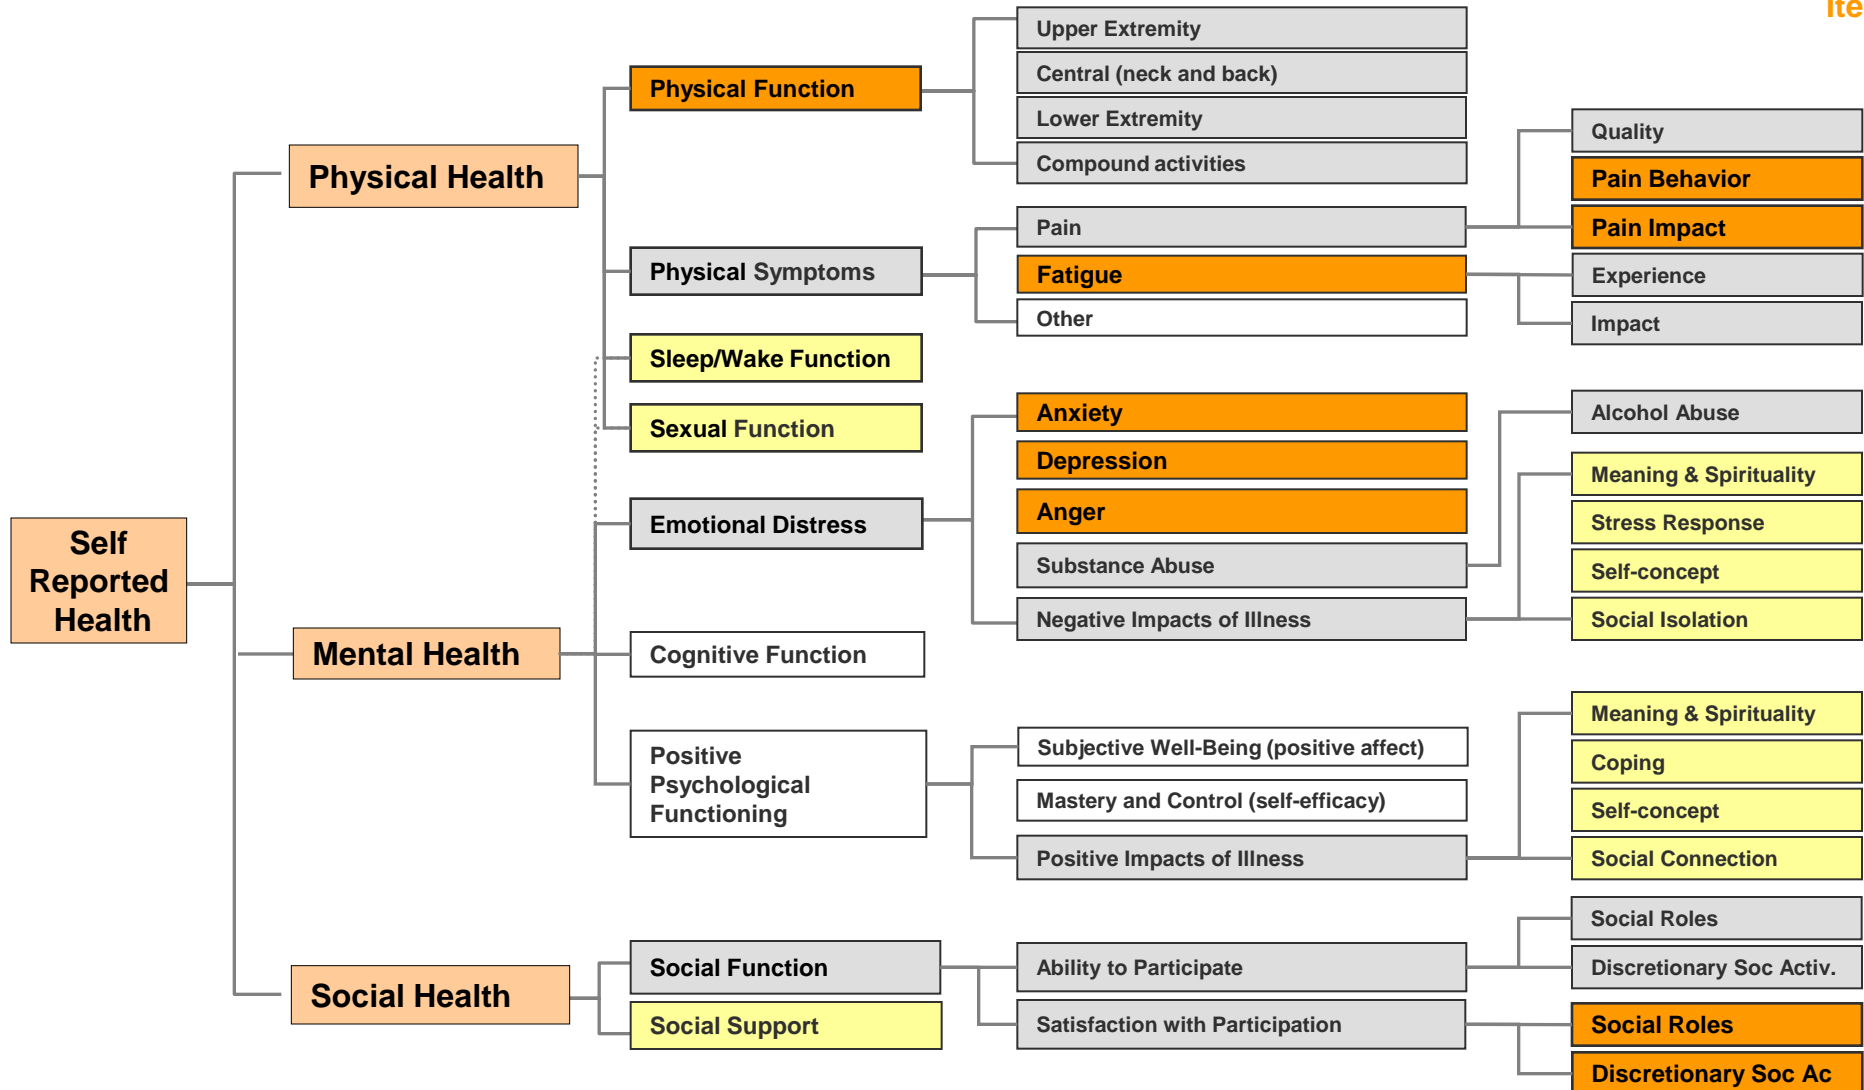 Ite
Self
Reported
Health
Physical Health
Physical Function
Upper Extremity
Central (neck and back)
Lower Extremity
Compound activities
Physical Symptoms
Pain
Quality
Pain Behavior
Pain Impact
Fatigue
Experience
Impact
Other
Sleep/Wake Function
Sexual Function
Mental Health
Emotional Distress
Anxiety
Depression
Anger
Substance Abuse
Alcohol Abuse
Negative Impacts of Illness
Meaning & Spirituality
Stress Response
Self-concept
Social Isolation
Cognitive Function
Positive
Psychological
Functioning
Subjective Well-Being (positive affect)
Mastery and Control (self-efficacy)
Positive Impacts of Illness
Meaning & Spirituality
Coping
Self-concept
Social Connection
Social Health
Social Function
Ability to Participate
Social Roles
Discretionary Soc Activ.
Satisfaction with Participation
Social Roles
Discretionary Soc Ac
Social Support